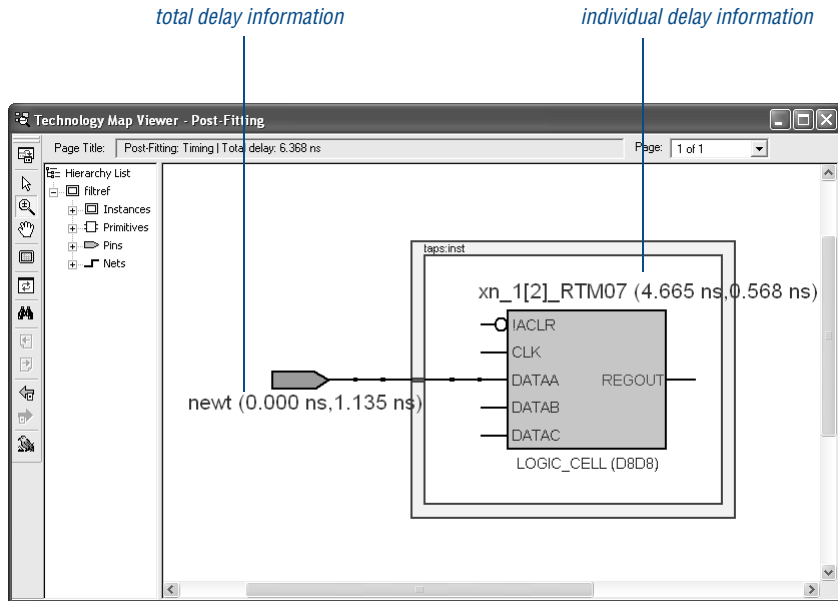 total delay information
individual delay information
Technology Map Viewer - Post-Fitting
Page Title: Post-Fitting: Timing | Total delay: 6.368 ns
Page: 1 of 1
Hierarchy List
filtref
Instances
Primitives
Pins
Nets
taps:inst
xn_1[2]_RTM07 (4.665 ns,0.568 ns)
!ACLR
CLK
DATAA REGOUT
newt (0.000 ns,1.135 ns)
DATAB
DATAC
LOGIC_CELL (D8D8)